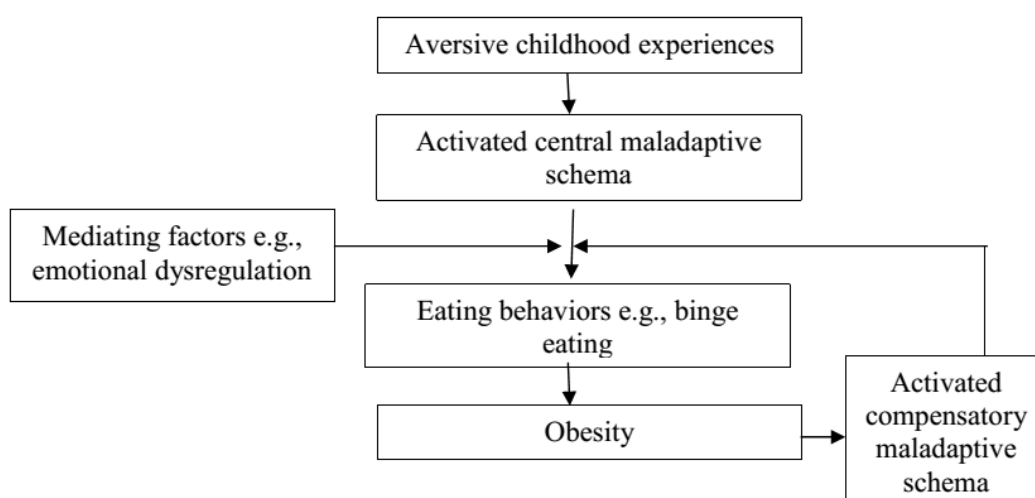 Aversive childhood experiences
Activated central maladaptive
schema
Mediating factors e.g.,
emotional dysregulation
Eating behaviors e.g., binge
eating
Obesity
Activated
compensatory
maladaptive
schema